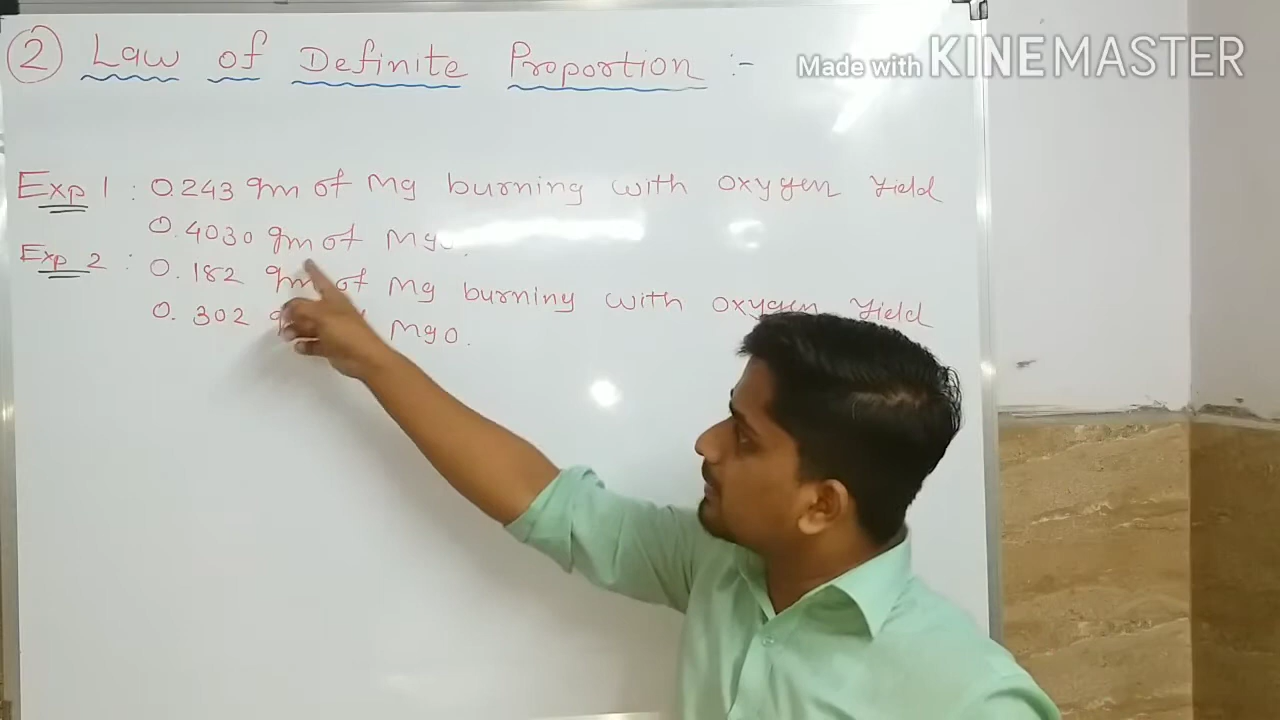 ② Law of Definite Proportion :-
Made with KINEMASTER
Exp 1 : 0.243 gm of Mg burning with oxygen Yield
0.4030 gm of MgO.
Exp 2 : 0.182 gm of Mg burning with oxygen Yield
0.302 MgO.